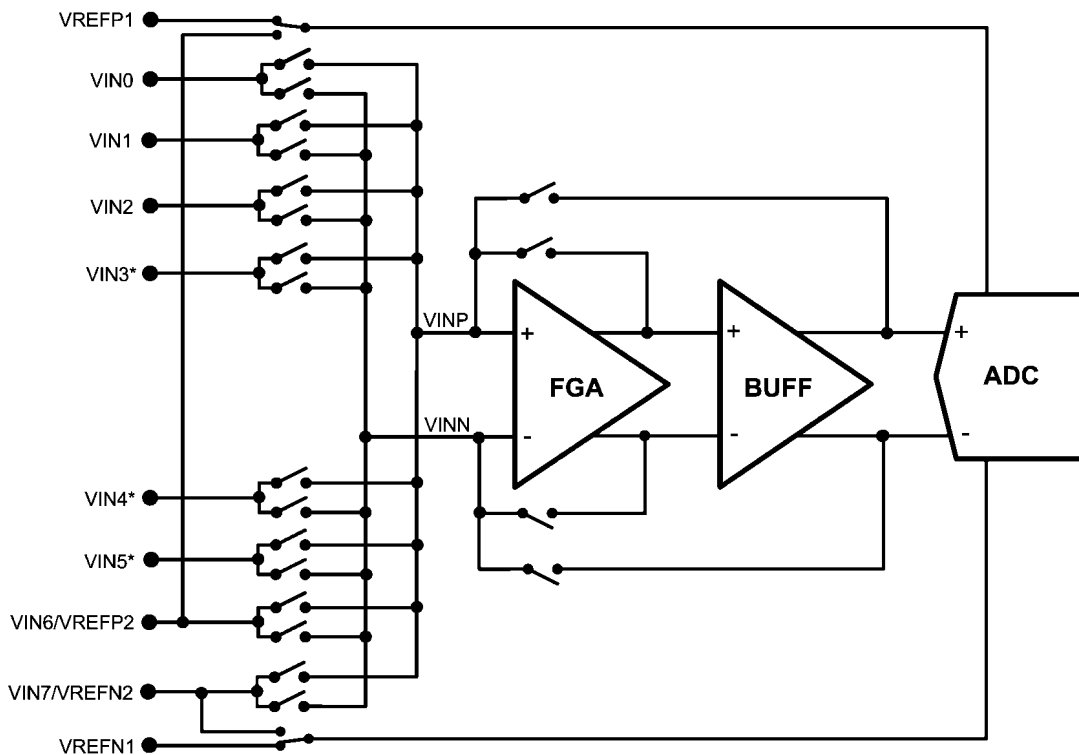 VREFP1
VIN0
VIN1
VIN2
VIN3*
VINP
+
+
+
FGA
BUFF
ADC
VINN
-
-
-
VIN4*
VIN5*
VIN6/VREFP2
VIN7/VREFN2
VREFN1